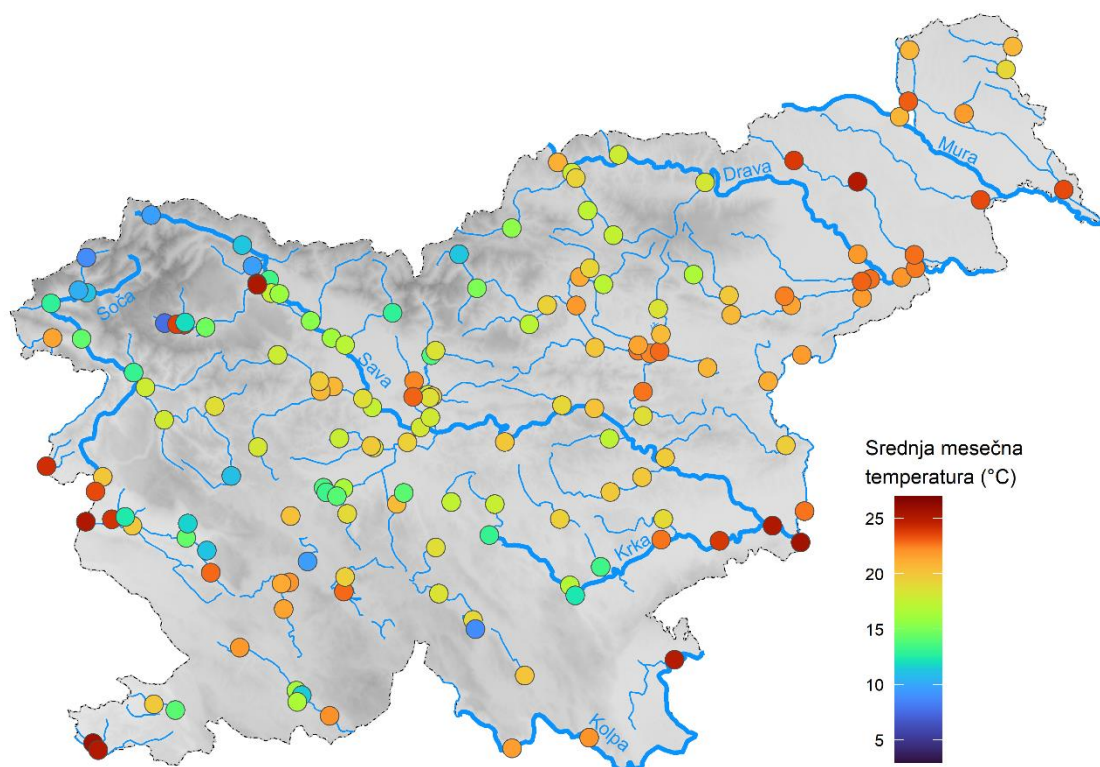 Mura
Drava
Soča
Sava
Krka
Kolpa
Srednja mesečna
temperatura (°C)
25
20
15
10
5